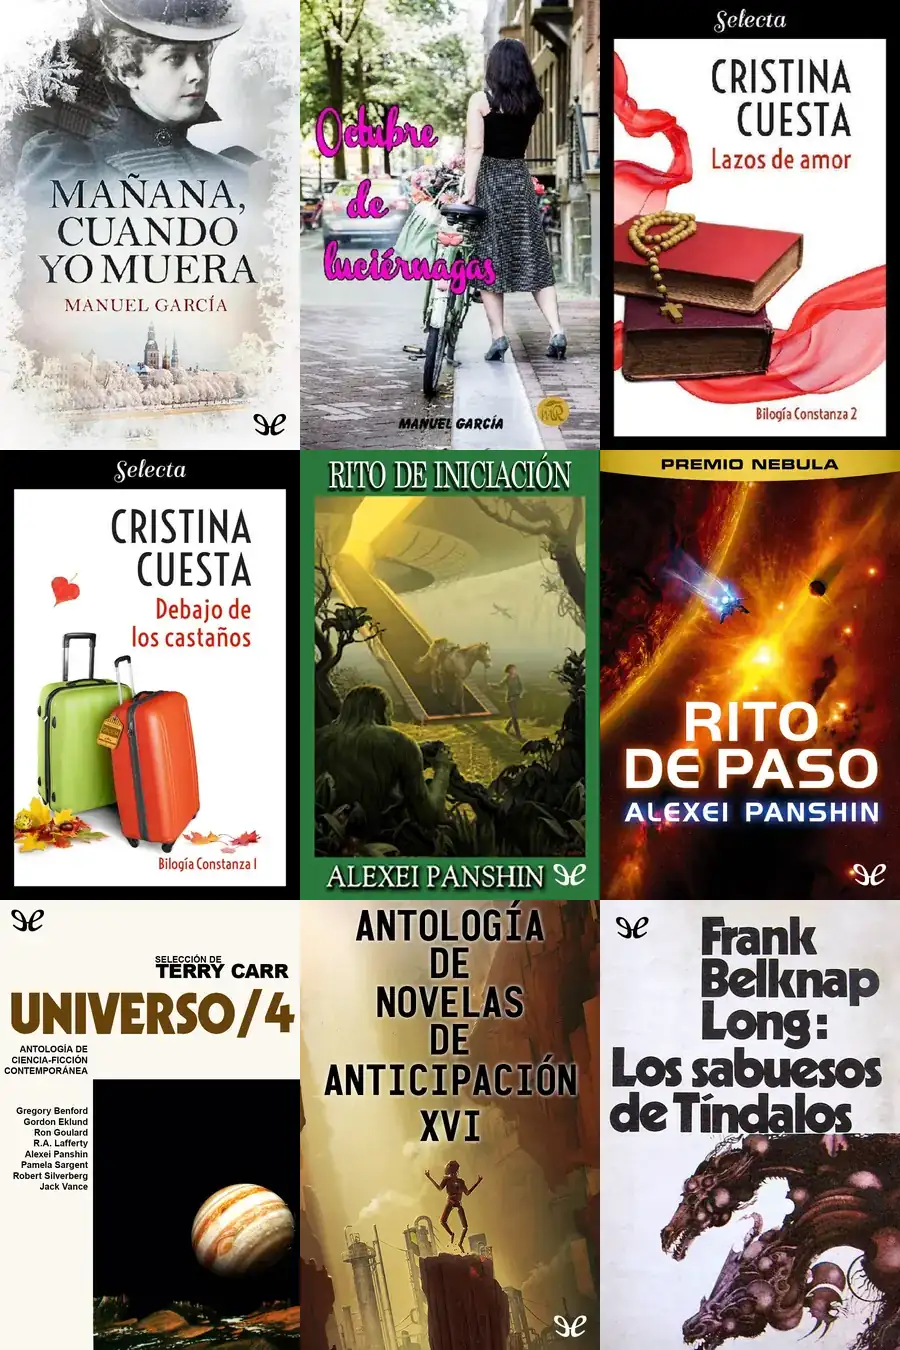 MAÑANA,
CUANDO
YO MUERA
MANUEL GARCÍA
Octubre
de
luciérnagas
MANUEL GARCÍA
Selecta
CRISTINA
CUESTA
Lazos de amor
Bilogía Constanza 2
Selecta
CRISTINA
CUESTA
Debajo de
los castaños
Bilogía Constanza 1
RITO DE INICIACIÓN
ALEXEI PANSHIN
PREMIO NEBULA
RITO
DE PASO
ALEXEI PANSHIN
SELECCIÓN DE
TERRY CARR
UNIVERSO/4
ANTOLOGÍA DE
CIENCIA-FICCIÓN
CONTEMPORÁNEA
Gregory Benford
Gordon Eklund
Ron Goulard
R.A. Lafferty
Alexei Panshin
Pamela Sargent
Robert Silverberg
Jack Vance
ANTOLOGÍA
DE
NOVELAS
DE
ANTICIPACIÓN
XVI
Frank
Belknap
Long:
Los sabuesos
de Tíndalos